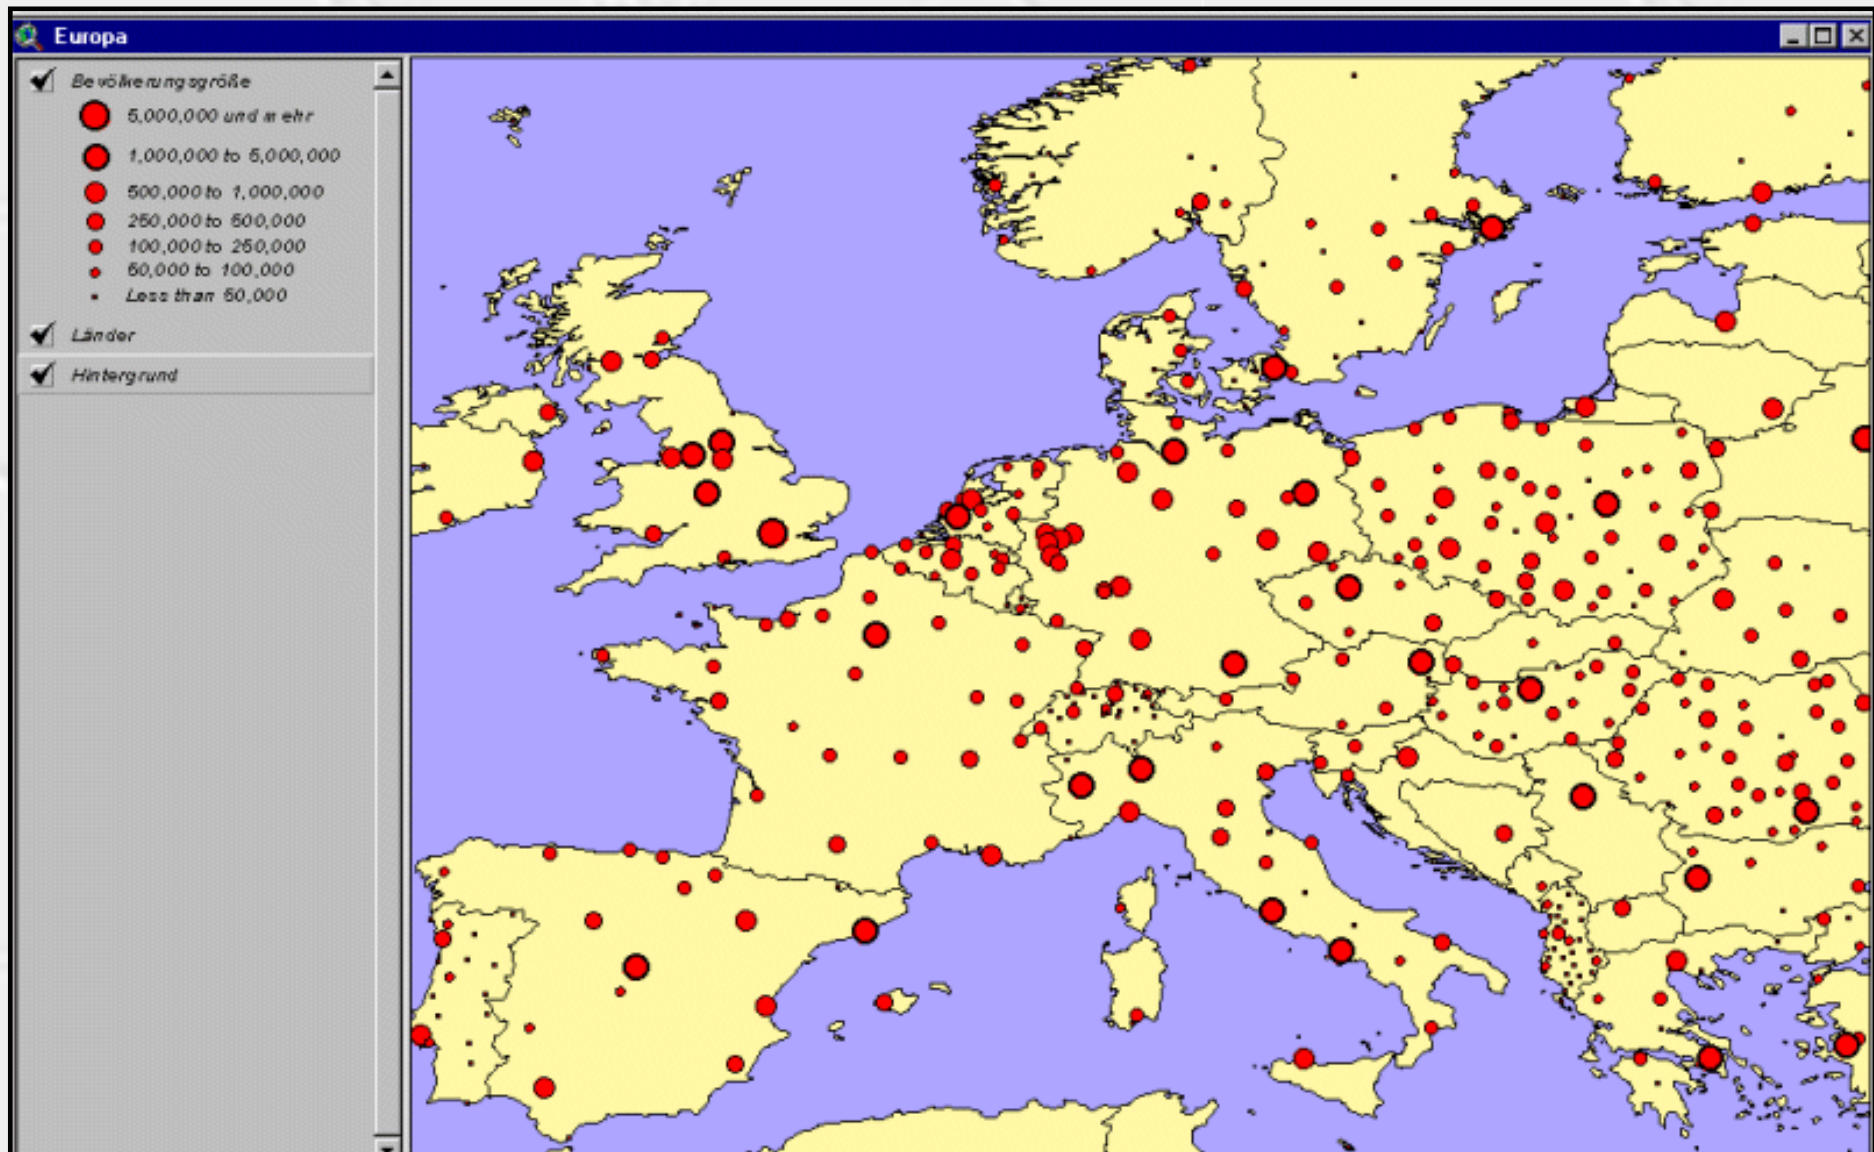 Europa
Bevölkerungsgröße
5,000,000 und mehr
1,000,000 to 5,000,000
500,000 to 1,000,000
250,000 to 500,000
100,000 to 250,000
50,000 to 100,000
Less than 50,000
Länder
Hintergrund